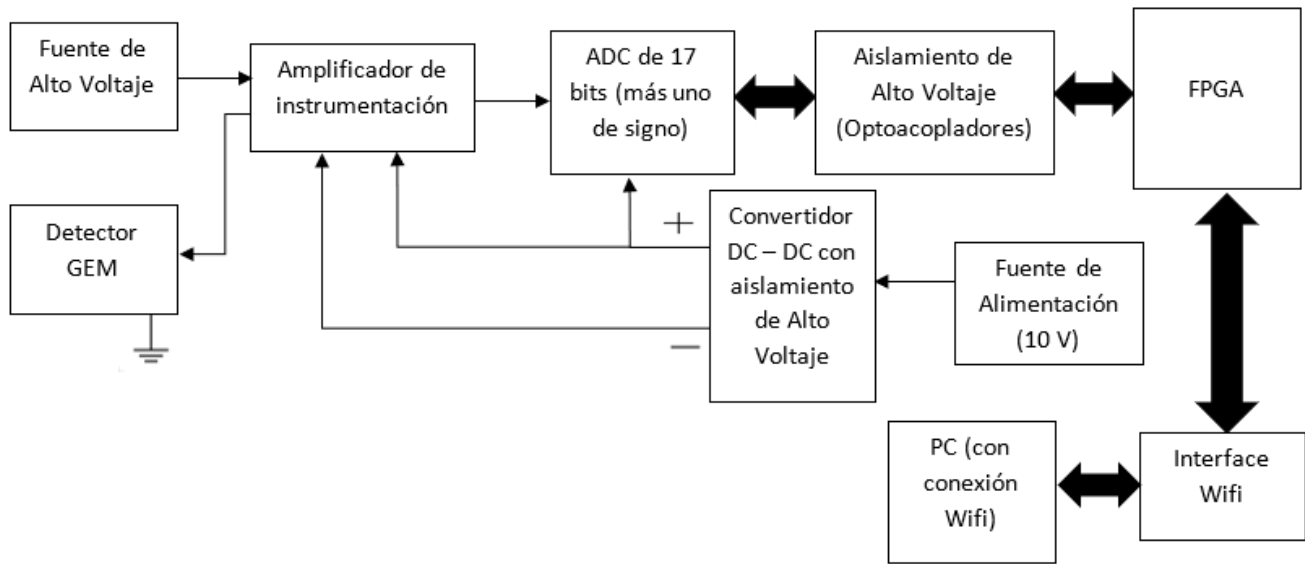 Fuente de
Alto Voltaje
Amplificador de
instrumentación
ADC de 17
bits (más uno
de signo)
Aislamiento de
Alto Voltaje
(Optoacopladores)
FPGA
Detector
GEM
+
Convertidor
DC – DC con
aislamiento
de Alto
Voltaje
—
Fuente de
Alimentación
(10 V)
PC (con
conexión
Wifi)
Interface
Wifi